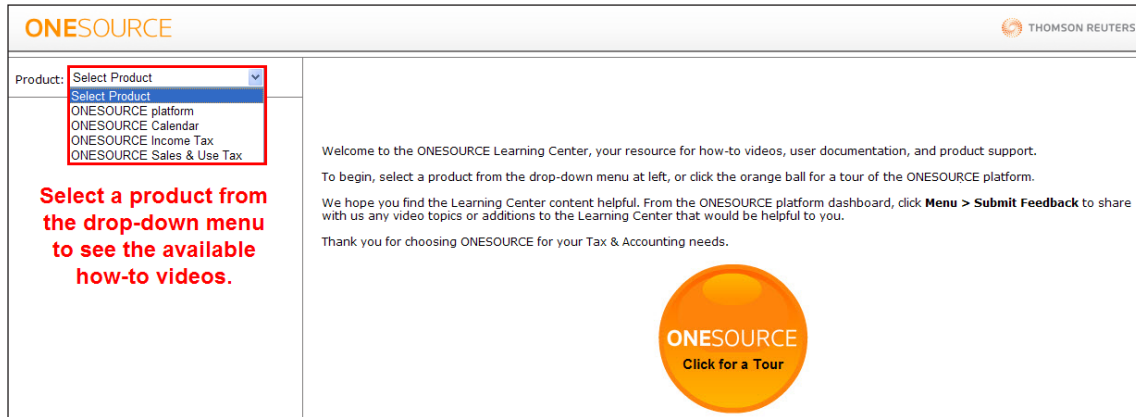 ONESOURCE
THOMSON REUTERS
Product:
Select Product
Select Product
ONESOURCE platform
ONESOURCE Calendar
ONESOURCE Income Tax
ONESOURCE Sales & Use Tax
Select a product from
the drop-down menu
to see the available
how-to videos.
Welcome to the ONESOURCE Learning Center, your resource for how-to videos, user documentation, and product support.
To begin, select a product from the drop-down menu at left, or click the orange ball for a tour of the ONESOURCE platform.
We hope you find the Learning Center content helpful. From the ONESOURCE platform dashboard, click Menu > Submit Feedback to share
with us any video topics or additions to the Learning Center that would be helpful to you.
Thank you for choosing ONESOURCE for your Tax & Accounting needs.
ONESOURCE
Click for a Tour